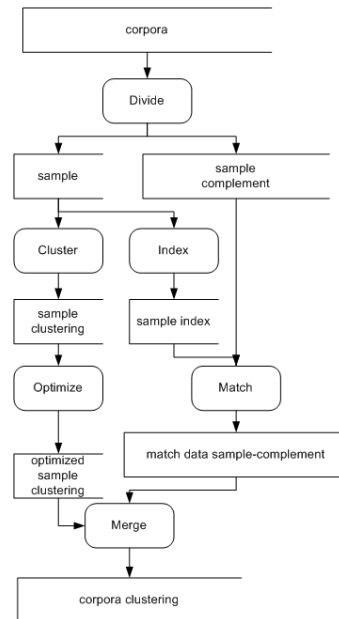 corpora
Divide
sample
sample
complement
Cluster
Index
sample
clustering
sample index
Optimize
Match
optimized
sample
clustering
match data sample-complement
Merge
corpora clustering